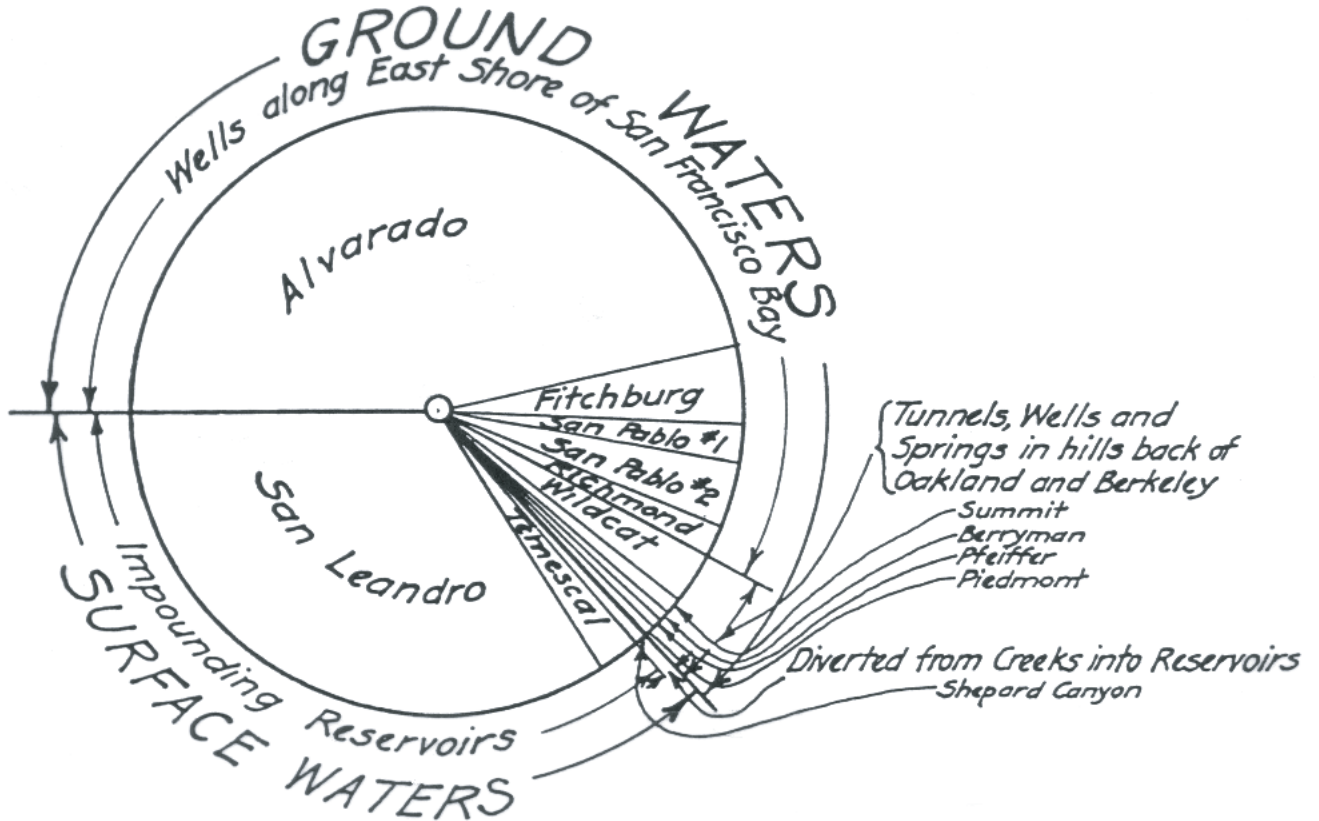 GROUND WATERS
Wells along East Shore of San Francisco Bay
Alvarado
Fitchburg
San Pablo #1
San Pablo #2
Richmond
Wildcat
Temescal
San Leandro
Impounding Reservoirs
SURFACE WATERS
Tunnels, Wells and
Springs in hills back of
Oakland and Berkeley
Summit
Berryman
Pfeiffer
Piedmont
Diverted from Creeks into Reservoirs
Shepard Canyon